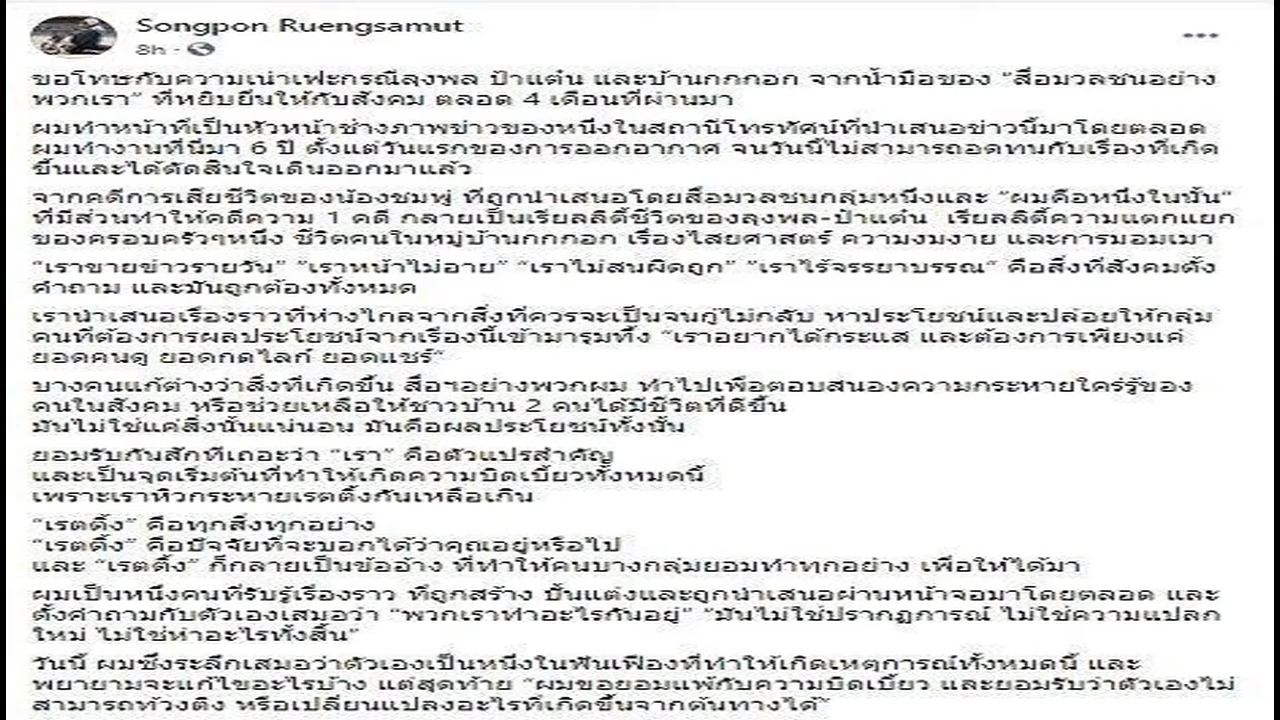 Songpon Ruengsamut
8h ·
ขอโทษกับความเน่าเฟะกรณีลุงพล ป้าแต๋น และบ้านกกกอก จากน้ำมือของ "สื่อมวลชนอย่าง
พวกเรา" ที่หยิบยื่นให้กับสังคม ตลอด 4 เดือนที่ผ่านมา
ผมทำหน้าที่เป็นหัวหน้าช่างภาพข่าวของหนึ่งในสถานีโทรทัศน์ที่นำเสนอข่าวนี้มาโดยตลอด
ผมทำงานที่นี่มา 6 ปี ตั้งแต่วันแรกของการออกอากาศ จนวันนี้ไม่สามารถอดทนกับเรื่องที่เกิด
ขึ้นและได้ตัดสินใจเดินออกมาแล้ว
จากคดีการเสียชีวิตของน้องชมพู่ ที่ถูกนำเสนอโดยสื่อมวลชนกลุ่มหนึ่งและ "ผมคือหนึ่งในนั้น"
ที่มีส่วนทำให้คดีความ 1 คดี กลายเป็นเรียลลิตี้ชีวิตของลุงพล-ป้าแต๋น เรียลลิตี้ความแตกแยก
ของครอบครัวๆหนึ่ง ชีวิตคนในหมู่บ้านกกกอก เรื่องไสยศาสตร์ ความงมงาย และการมอมเมา
"เราขายข่าวรายวัน" "เราหน้าไม่อาย" "เราไม่สนผิดถูก" "เราไร้จรรยาบรรณ" คือสิ่งที่สังคมตั้ง
คำถาม และมันถูกต้องทั้งหมด
เรานำเสนอเรื่องราวที่ห่างไกลจากสิ่งที่ควรจะเป็นจนกู่ไม่กลับ หาประโยชน์และปล่อยให้กลุ่ม
คนที่ต้องการผลประโยชน์จากเรื่องนี้เข้ามารุมทึ้ง "เราอยากได้กระแส และต้องการเพียงแค่
ยอดคนดู ยอดกดไลก์ ยอดแชร์"
บางคนแก้ต่างว่าสิ่งที่เกิดขึ้น สื่อฯอย่างพวกผม ทำไปเพื่อตอบสนองความกระหายใคร่รู้ของ
คนในสังคม หรือช่วยเหลือให้ชาวบ้าน 2 คนได้มีชีวิตที่ดีขึ้น
มันไม่ใช่แค่สิ่งนั้นแน่นอน มันคือผลประโยชน์ทั้งนั้น
ยอมรับกันสักทีเถอะว่า "เรา" คือตัวแปรสำคัญ
และเป็นจุดเริ่มต้นที่ทำให้เกิดความบิดเบี้ยวทั้งหมดนี้
เพราะเราหิวกระหายเรตติ้งกันเหลือเกิน
"เรตติ้ง" คือทุกสิ่งทุกอย่าง
"เรตติ้ง" คือปัจจัยที่จะบอกได้ว่าคุณอยู่หรือไป
และ "เรตติ้ง" ก็กลายเป็นข้ออ้าง ที่ทำให้คนบางกลุ่มยอมทำทุกอย่าง เพื่อให้ได้มา
ผมเป็นหนึ่งคนที่รับรู้เรื่องราว ที่ถูกสร้าง ปั้นแต่งและถูกนำเสนอผ่านหน้าจอมาโดยตลอด และ
ตั้งคำถามกับตัวเองเสมอว่า "พวกเราทำอะไรกันอยู่" "มันไม่ใช่ปรากฏการณ์ ไม่ใช่ความแปลก
ใหม่ ไม่ใช่ห่าอะไรทั้งสิ้น"
วันนี้ ผมซึ่งระลึกเสมอว่าตัวเองเป็นหนึ่งในฟันเฟืองที่ทำให้เกิดเหตุการณ์ทั้งหมดนี้ และ
พยายามจะแก้ไขอะไรบ้าง แต่สุดท้าย "ผมขอยอมแพ้กับความบิดเบี้ยว และยอมรับว่าตัวเองไม่
สามารถท้วงติง หรือเปลี่ยนแปลงอะไรที่เกิดขึ้นจากต้นทางได้"